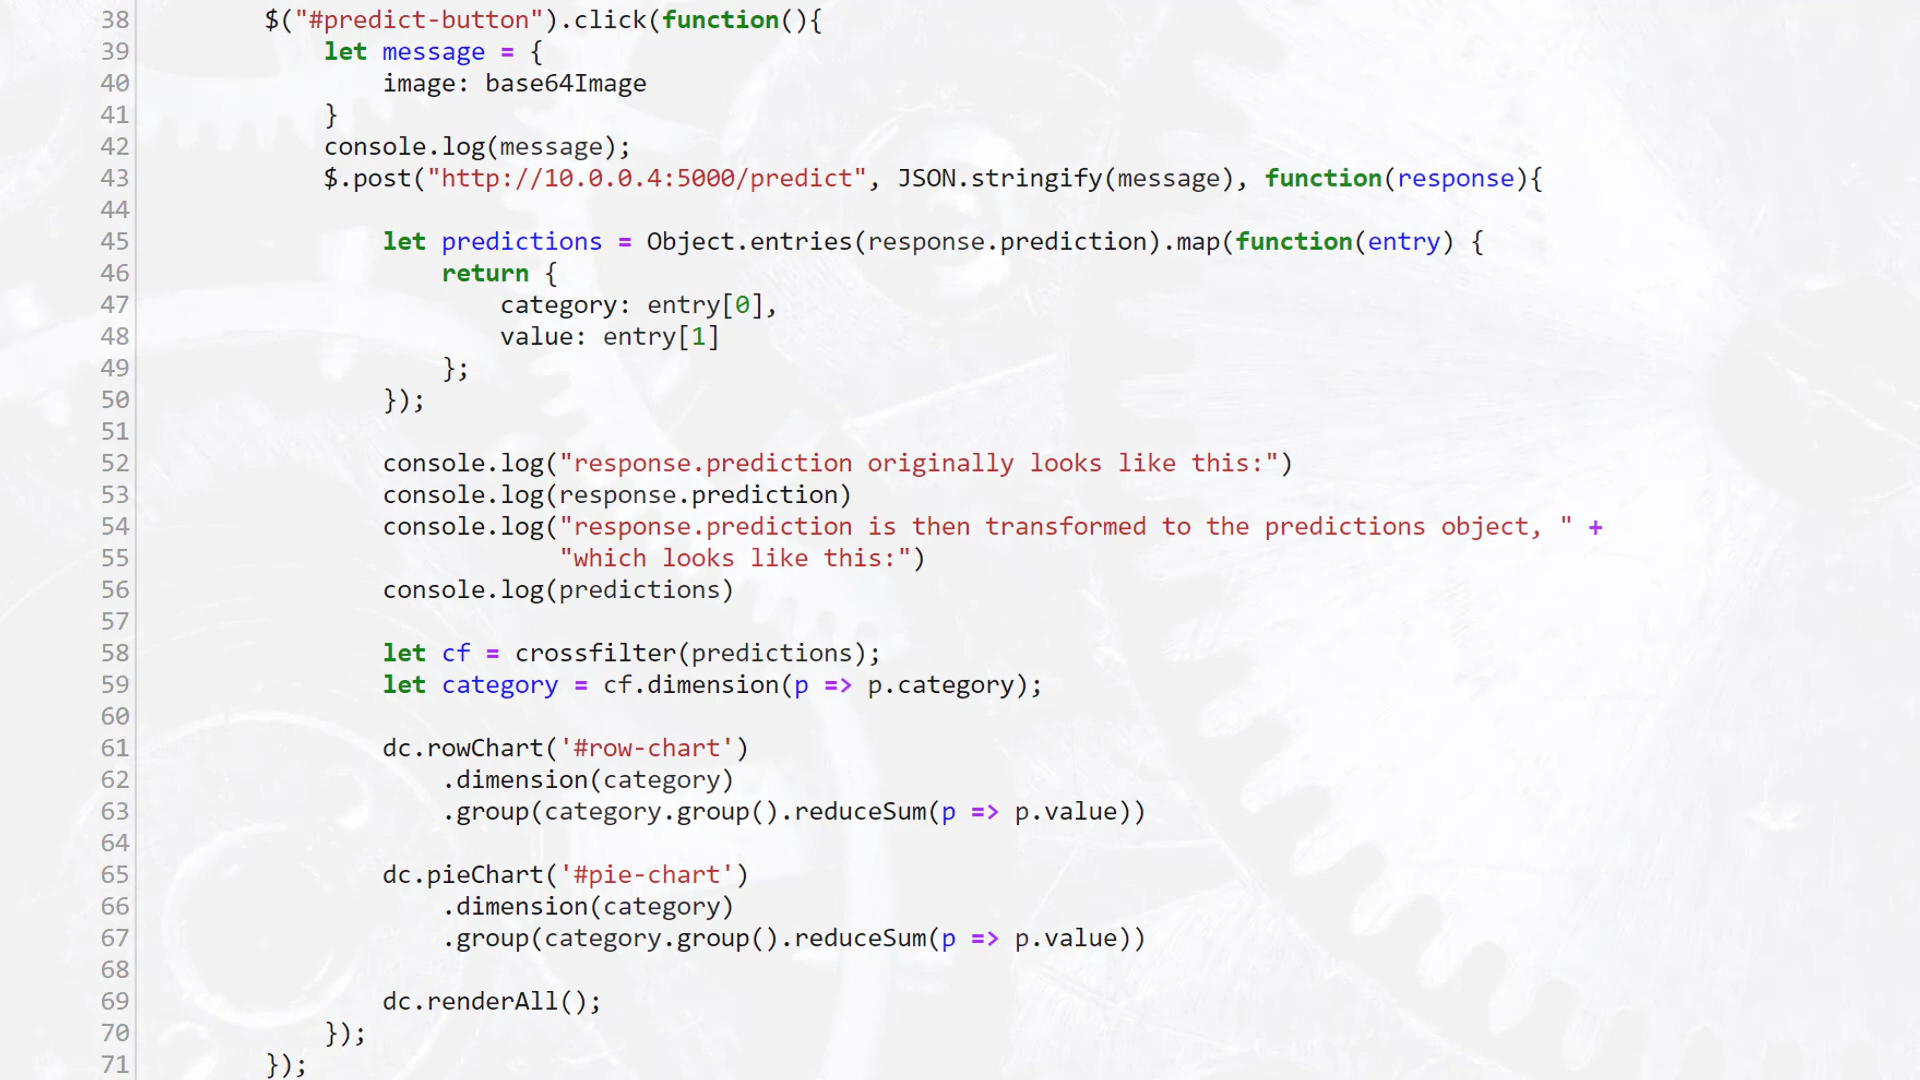 38 $("#predict-button").click(function(){
39 let message = {
40 image: base64Image
41 }
42 console.log(message);
43 $.post("http://10.0.0.4:5000/predict", JSON.stringify(message), function(response){
44
45 let predictions = Object.entries(response.prediction).map(function(entry) {
46 return {
47 category: entry[0],
48 value: entry[1]
49 };
50 });
51
52 console.log("response.prediction originally looks like this:")
53 console.log(response.prediction)
54 console.log("response.prediction is then transformed to the predictions object, " +
55 "which looks like this:")
56 console.log(predictions)
57
58 let cf = crossfilter(predictions);
59 let category = cf.dimension(p => p.category);
60
61 dc.rowChart('#row-chart')
62 .dimension(category)
63 .group(category.group().reduceSum(p => p.value))
64
65 dc.pieChart('#pie-chart')
66 .dimension(category)
67 .group(category.group().reduceSum(p => p.value))
68
69 dc.renderAll();
70 });
71 });